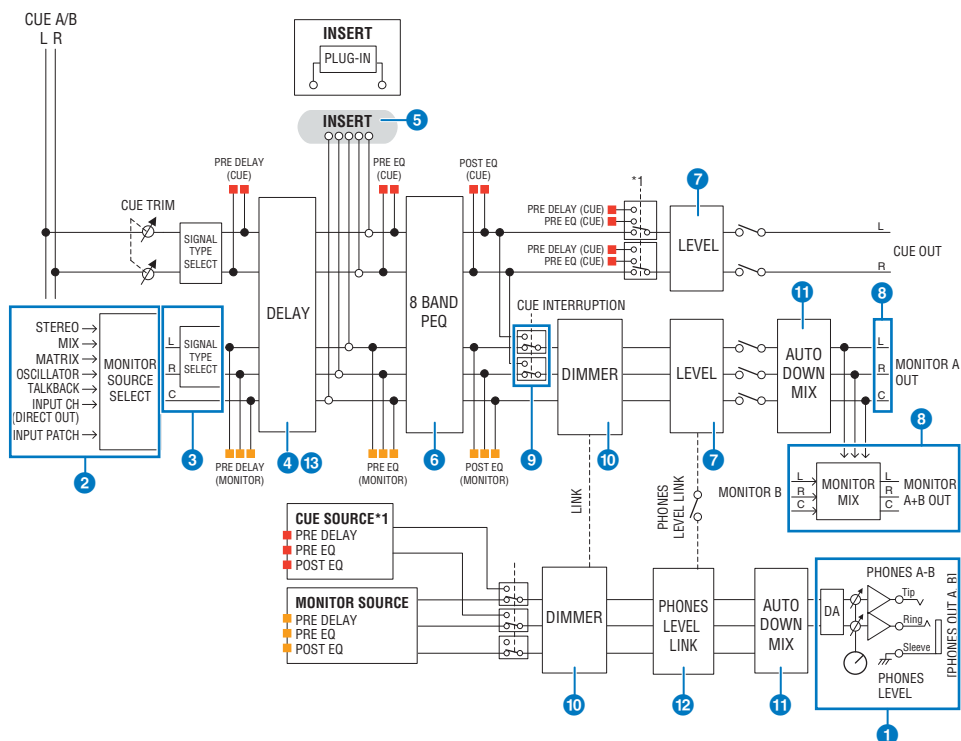 CUE A/B
L R
INSERT
PLUG-IN
INSERT
5
PRE DELAY
(CUE)
PRE EQ
(CUE)
POST EQ
(CUE)
*1
7
CUE TRIM
SIGNAL
TYPE
SELECT
DELAY
8 BAND
PEQ
PRE DELAY (CUE)
PRE EQ (CUE)
PRE DELAY (CUE)
PRE EQ (CUE)
LEVEL
L
R
CUE OUT
CUE INTERRUPTION
11
8
STEREO
MIX
MATRIX
OSCILLATOR
TALKBACK
INPUT CH
(DIRECT OUT)
INPUT PATCH
MONITOR
SOURCE
SELECT
L
R
C
SIGNAL
TYPE
SELECT
DIMMER
LEVEL
AUTO
DOWN
MIX
L
R
C
MONITOR A
OUT
2
3
PRE DELAY
(MONITOR)
4
13
PRE EQ
(MONITOR)
6
POST EQ
(MONITOR)
9
10
7
8
MONITOR B
L
R
C
MONITOR
MIX
L
R
C
MONITOR
A+B OUT
LINK
PHONES
LEVEL LINK
CUE SOURCE*1
PRE DELAY
PRE EQ
POST EQ
MONITOR SOURCE
PRE DELAY
PRE EQ
POST EQ
DIMMER
PHONES
LEVEL
LINK
AUTO
DOWN
MIX
DA
PHONES A-B
Tip
Ring
Sleeve
PHONES
LEVEL
[PHONES OUT A, B]
10
12
11
1